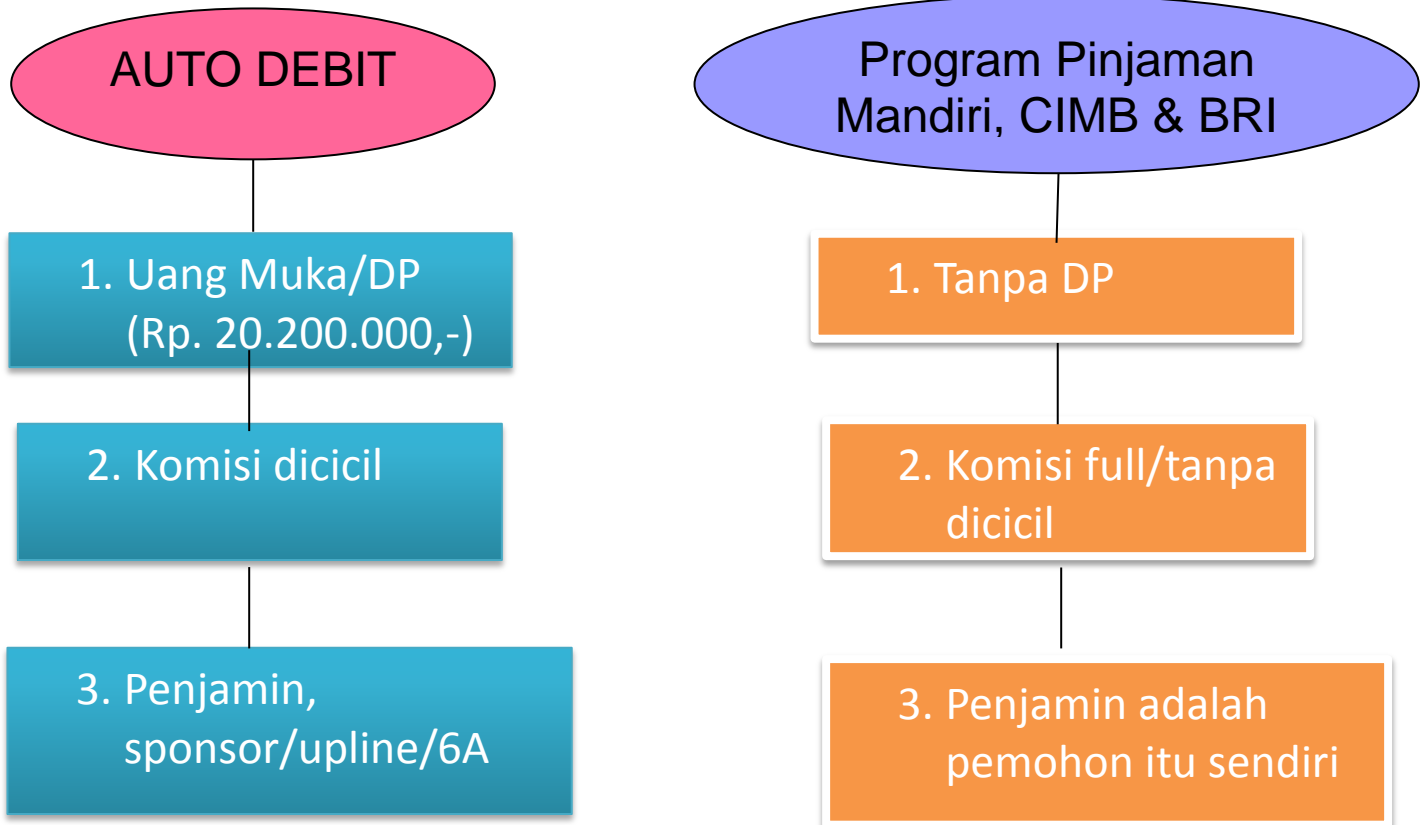 AUTO DEBIT
1. Uang Muka/DP
(Rp. 20.200.000,-)
2. Komisi dicicil
3. Penjamin,
sponsor/upline/6A
Program Pinjaman
Mandiri, CIMB & BRI
1. Tanpa DP
2. Komisi full/tanpa
dicicil
3. Penjamin adalah
pemohon itu sendiri